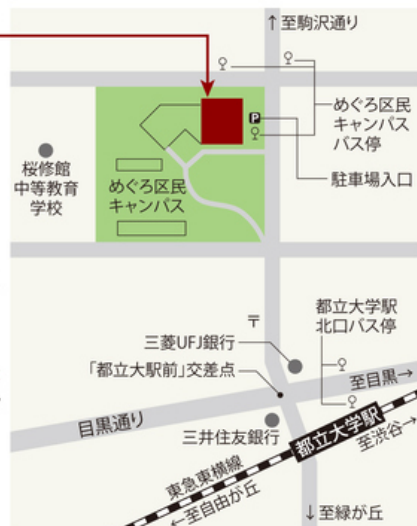 ↑至駒沢通り
めぐろ区民
キャンパス
バス停
P
駐車場入口
桜修館
中等教育
学校
めぐろ区民
キャンパス
都立大学駅
北口バス停
〒
三菱UFJ銀行
「都立大駅前」交差点
至目黒→
目黒通り
三井住友銀行
都立大学駅
至渋谷→
東急東横線
←至自由が丘
↓至緑が丘